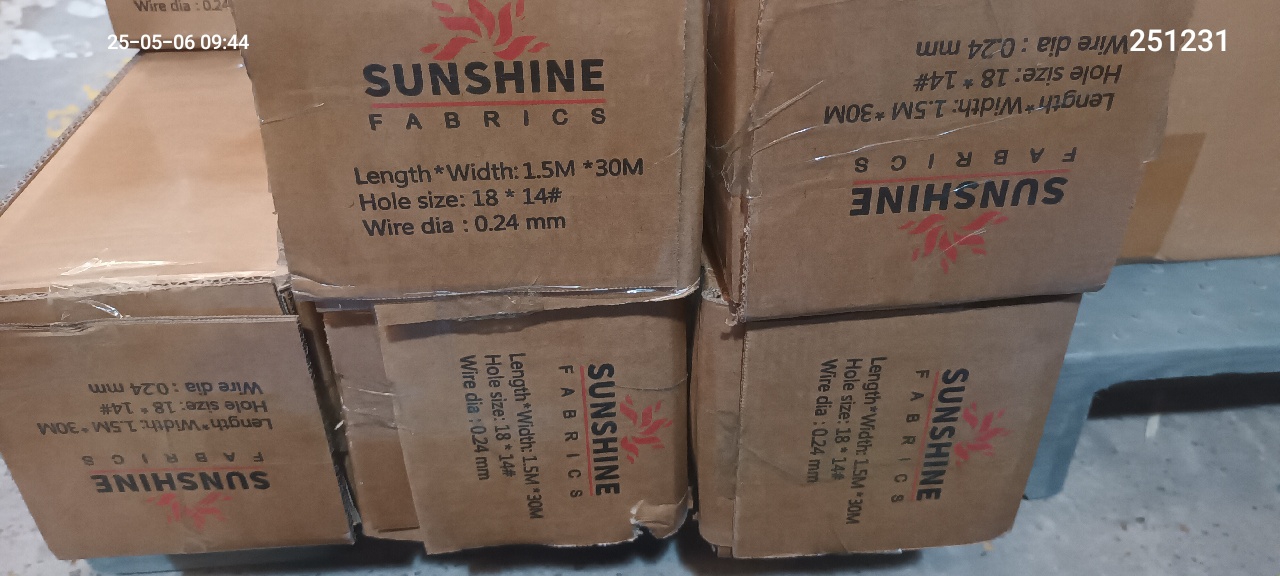 Wire dia : 0.24
25-05-06 09:44
251231
SUNSHINE
FABRICS
Length*Width: 1.5M *30M
Hole size: 18 * 14#
Wire dia : 0.24 mm
SUNSHINE
FABRICS
Length*Width: 1.5M *30M
Hole size: 18 * 14#
Wire dia : 0.24 mm
SUNSHINE
FABRICS
Length*Width: 1.5M *30M
Hole size: 18 * 14#
Wire dia : 0.24 mm
SUNSHINE
FABRICS
Length*Width: 1.5M *30M
Hole size: 18 * 14#
Wire dia : 0.24 mm
SUNSHINE
FABRICS
Length*Width: 1.5M *30M
Hole size: 18 * 14#
Wire dia : 0.24 mm